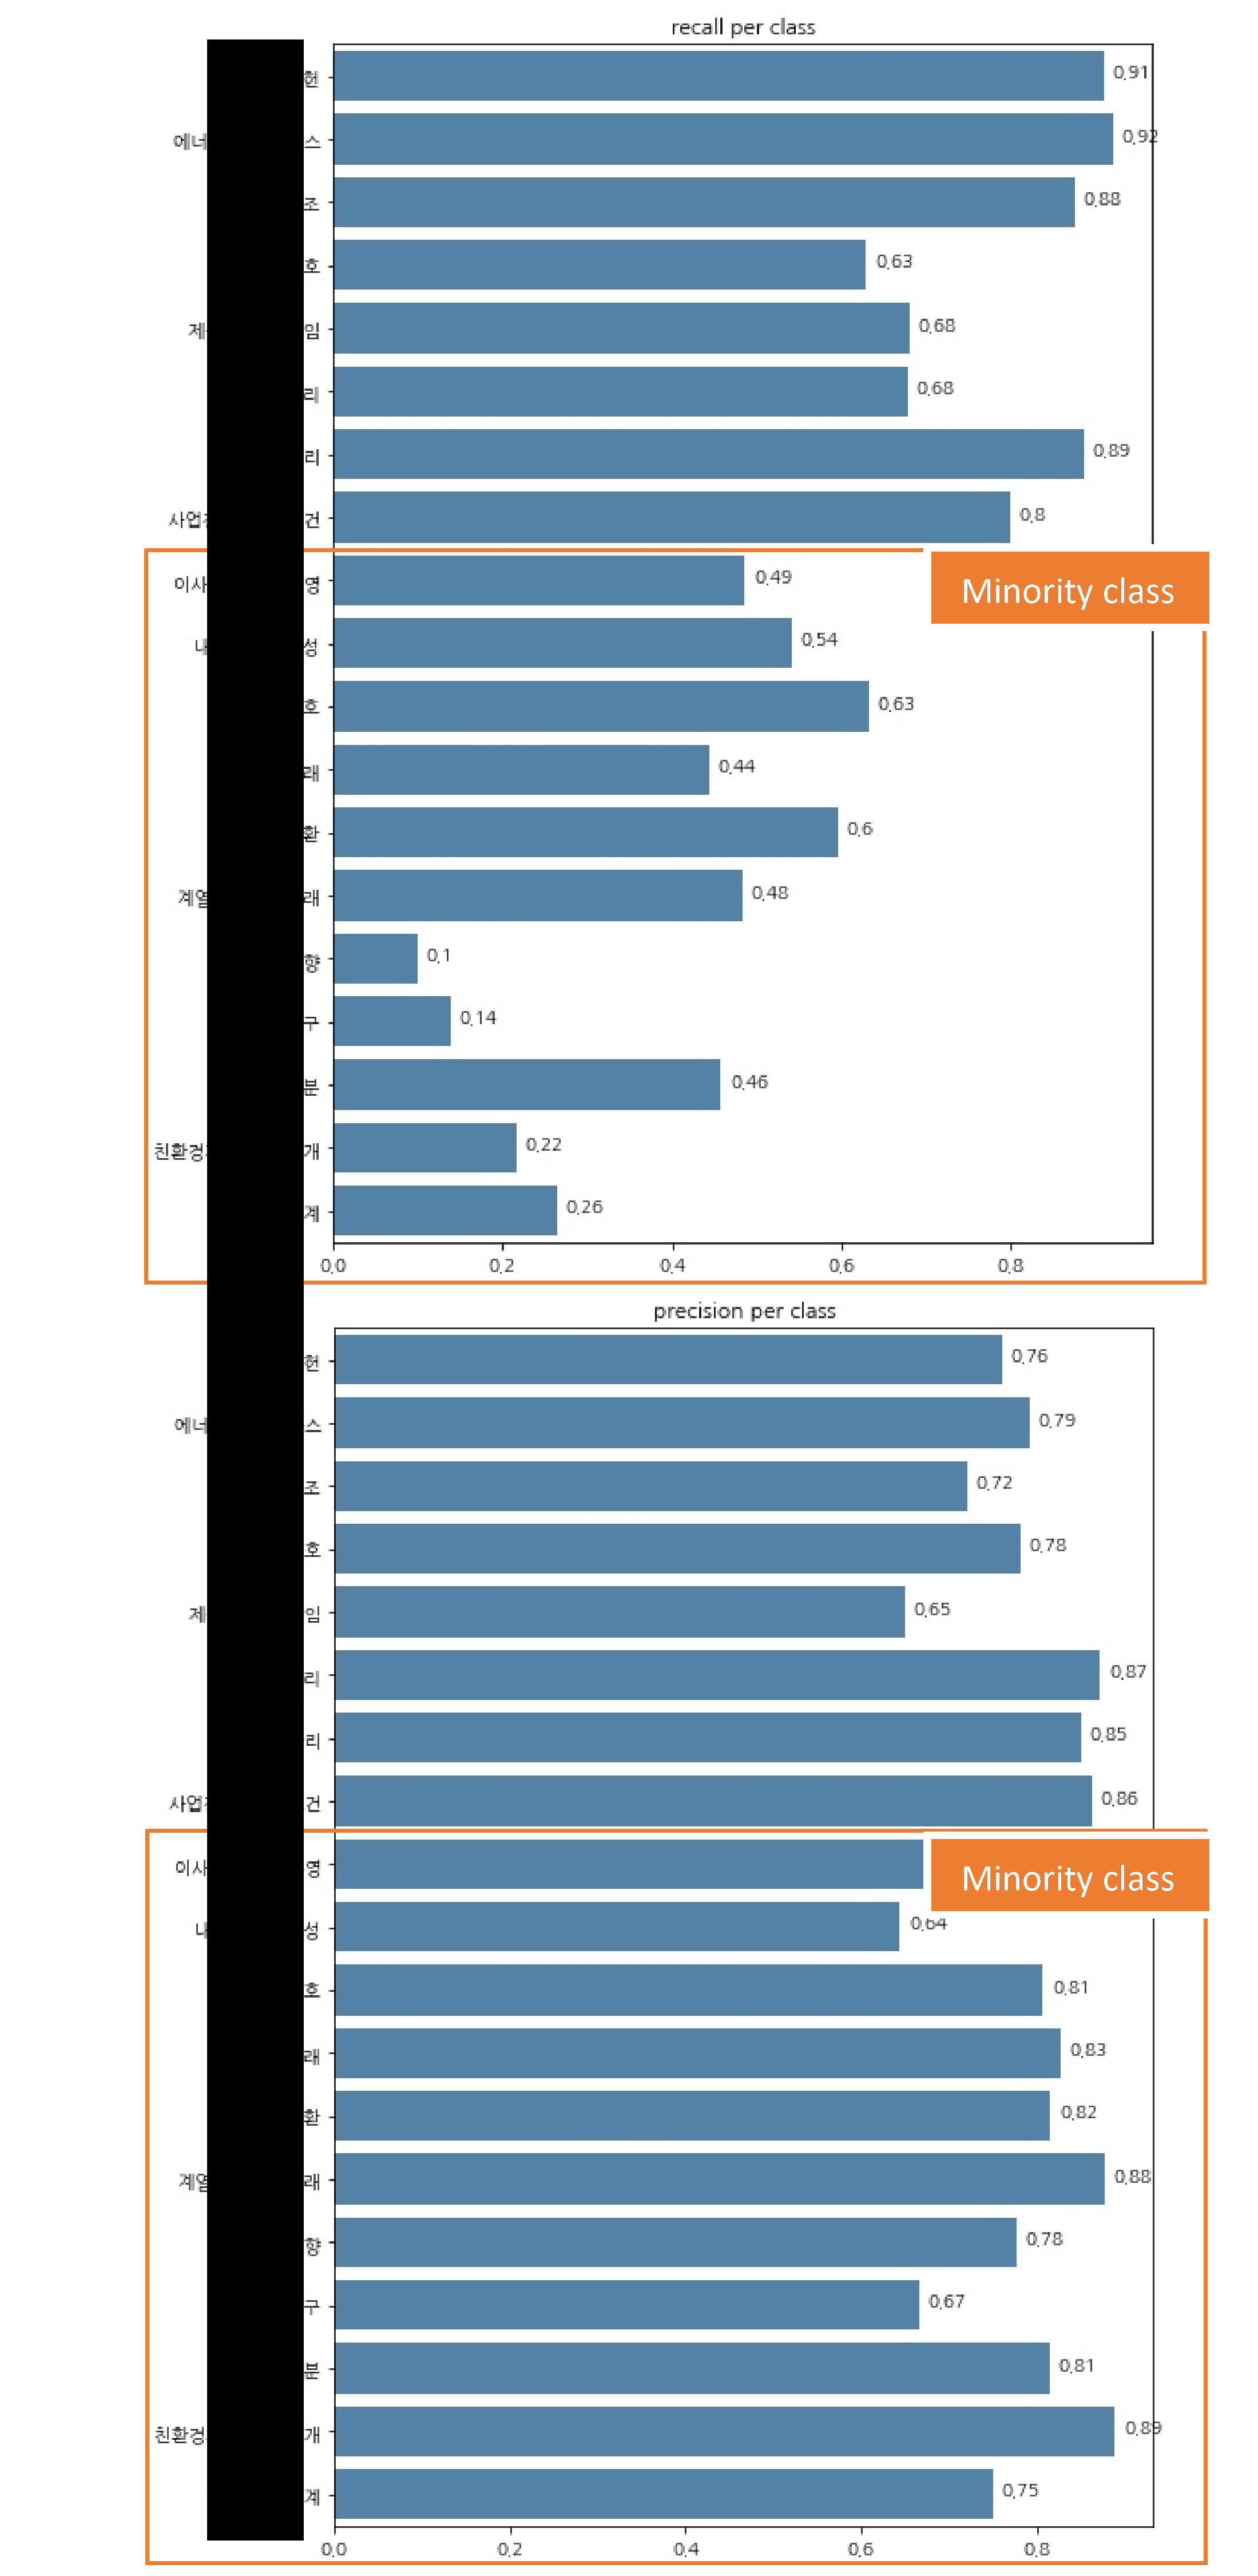 recall per class
헌 0.91
에너 스 0.92
조 0.88
호 0.63
제 임 0.68
리 0.68
리 0.89
사업 건 0.8
Minority class
이사 영 0.49
내 성 0.54
호 0.63
래 0.44
환 0.6
계열 래 0.48
향 0.1
구 0.14
분 0.46
친환경 개 0.22
계 0.26
0.0 0.2 0.4 0.6 0.8
precision per class
헌 0.76
에너 스 0.79
조 0.72
호 0.78
제 임 0.65
리 0.87
리 0.85
사업 건 0.86
Minority class
이사 영
내 성 0.64
호 0.81
래 0.83
환 0.82
계열 래 0.88
향 0.78
구 0.67
분 0.81
친환경 개 0.89
계 0.75
0.0 0.2 0.4 0.6 0.8